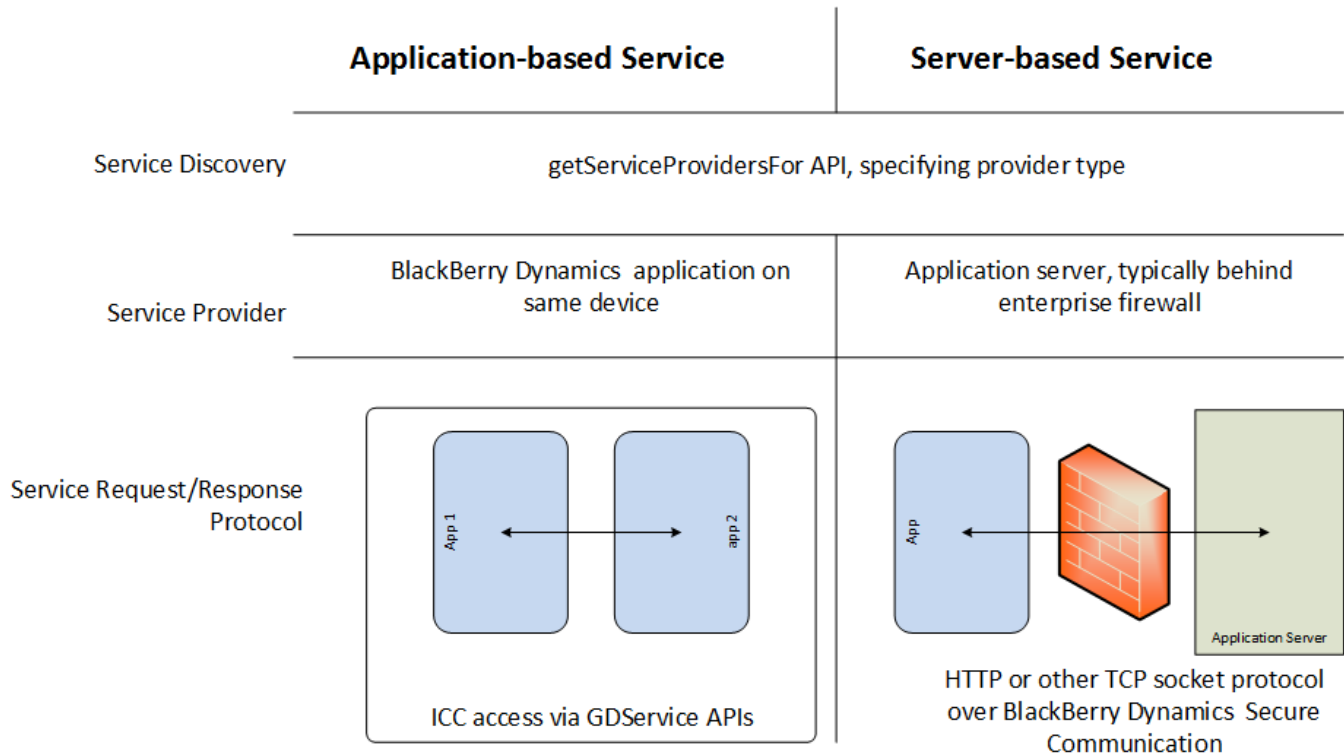 Application-based Service
Server-based Service
Service Discovery
getServiceProvidersFor API, specifying provider type
Service Provider
BlackBerry Dynamics application on
same device
Application server, typically behind
enterprise firewall
Service Request/Response
Protocol
App 1
app 2
ICC access via GDService APIs
App
Application Server
HTTP or other TCP socket protocol
over BlackBerry Dynamics Secure
Communication